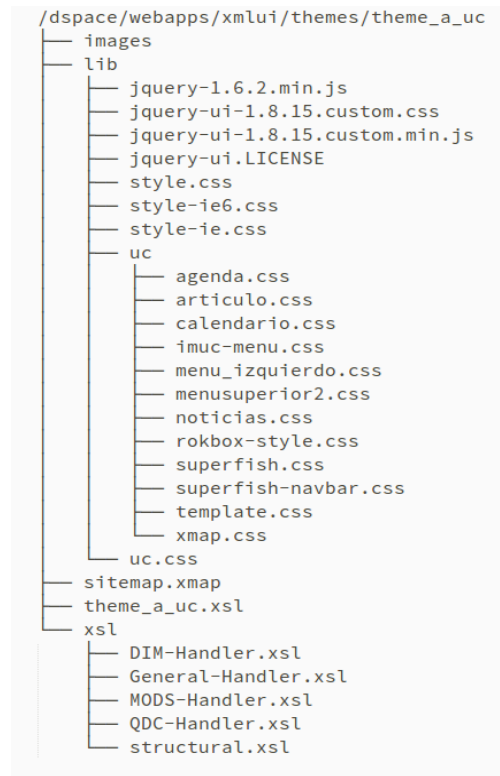 /dspace/webapps/xmlui/themes/theme_a_uc
├── images
├── lib
│   ├── jquery-1.6.2.min.js
│   ├── jquery-ui-1.8.15.custom.css
│   ├── jquery-ui-1.8.15.custom.min.js
│   ├── jquery-ui.LICENSE
│   ├── style.css
│   ├── style-ie6.css
│   ├── style-ie.css
│   ├── uc
│   │   ├── agenda.css
│   │   ├── articulo.css
│   │   ├── calendario.css
│   │   ├── imuc-menu.css
│   │   ├── menu_izquierdo.css
│   │   ├── menusuperior2.css
│   │   ├── noticias.css
│   │   ├── rokbox-style.css
│   │   ├── superfish.css
│   │   ├── superfish-navbar.css
│   │   ├── template.css
│   │   └── xmap.css
│   └── uc.css
├── sitemap.xmap
├── theme_a_uc.xsl
└── xsl
    ├── DIM-Handler.xsl
    ├── General-Handler.xsl
    ├── MODS-Handler.xsl
    ├── QDC-Handler.xsl
    └── structural.xsl